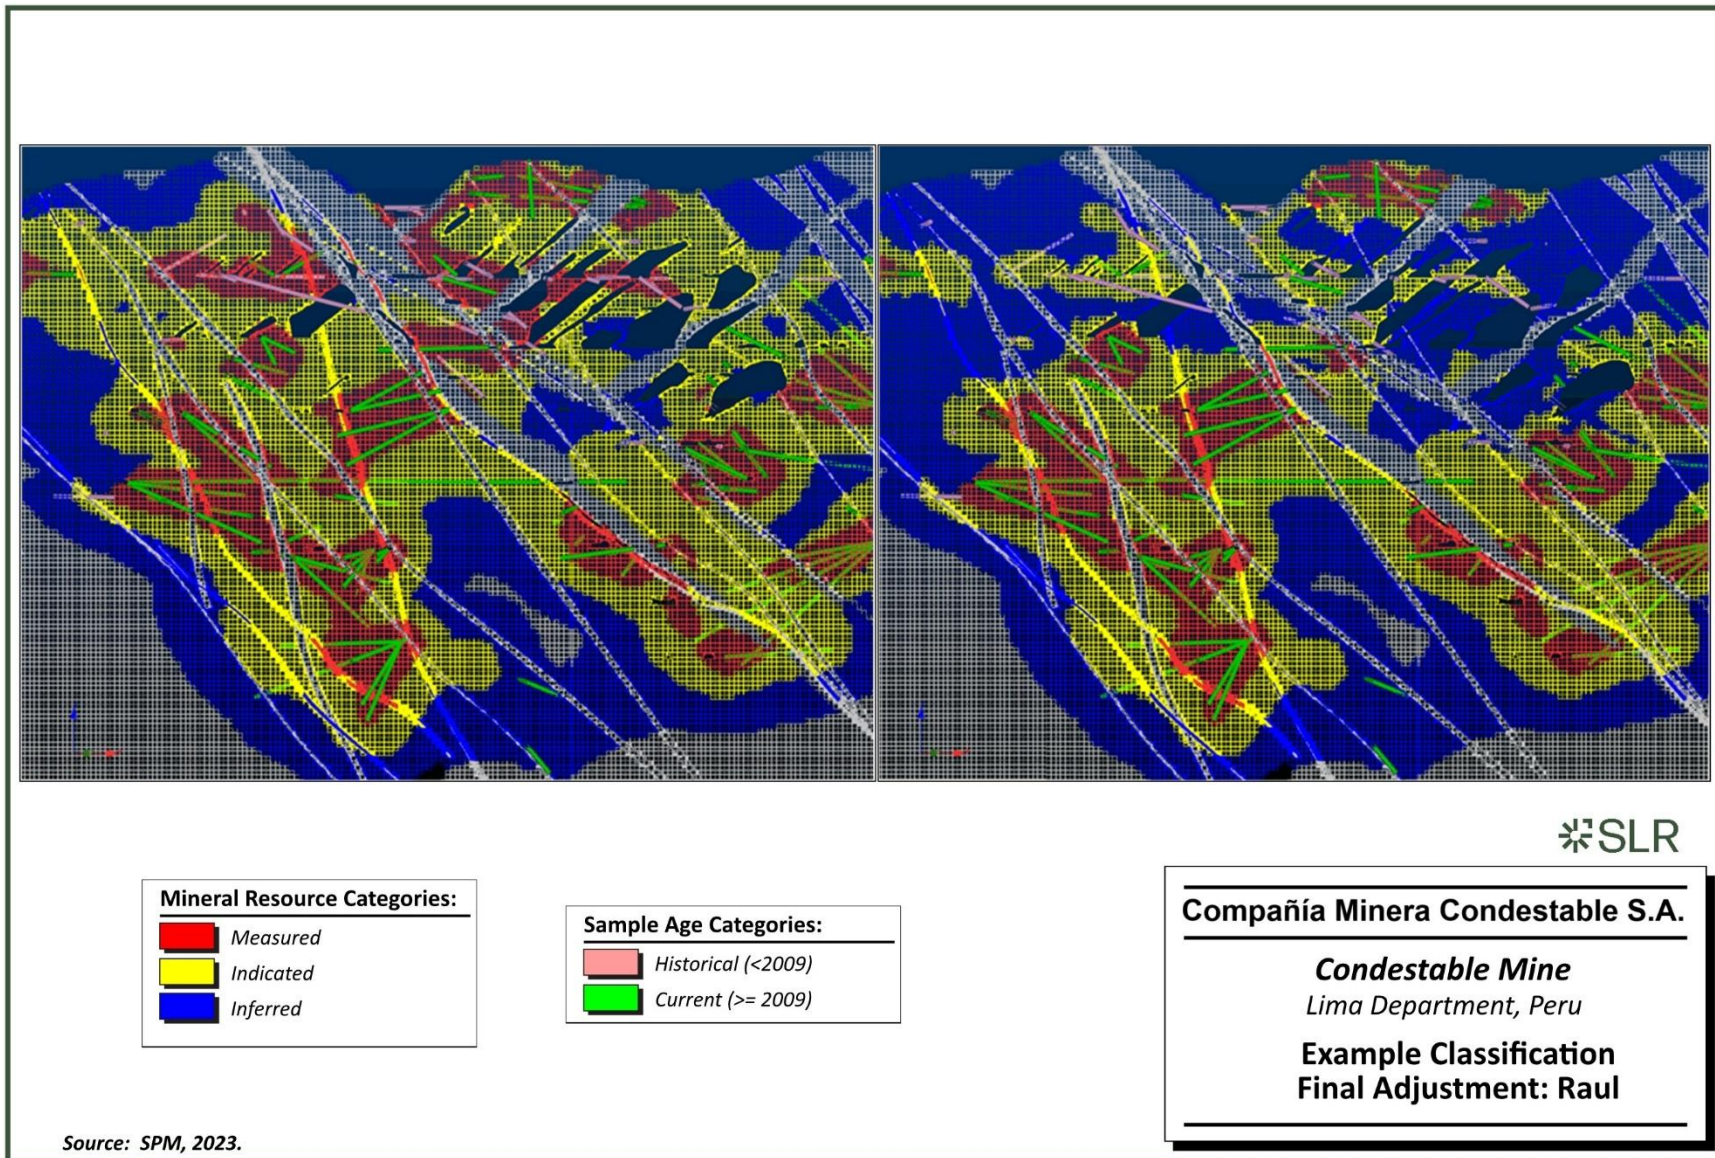 SLR
Mineral Resource Categories:
Measured
Indicated
Inferred
Sample Age Categories:
Historical (<2009)
Current (>= 2009)
Compañía Minera Condestable S.A.
Condestable Mine
Lima Department, Peru
Example Classification
Final Adjustment: Raul
Source: SPM, 2023.